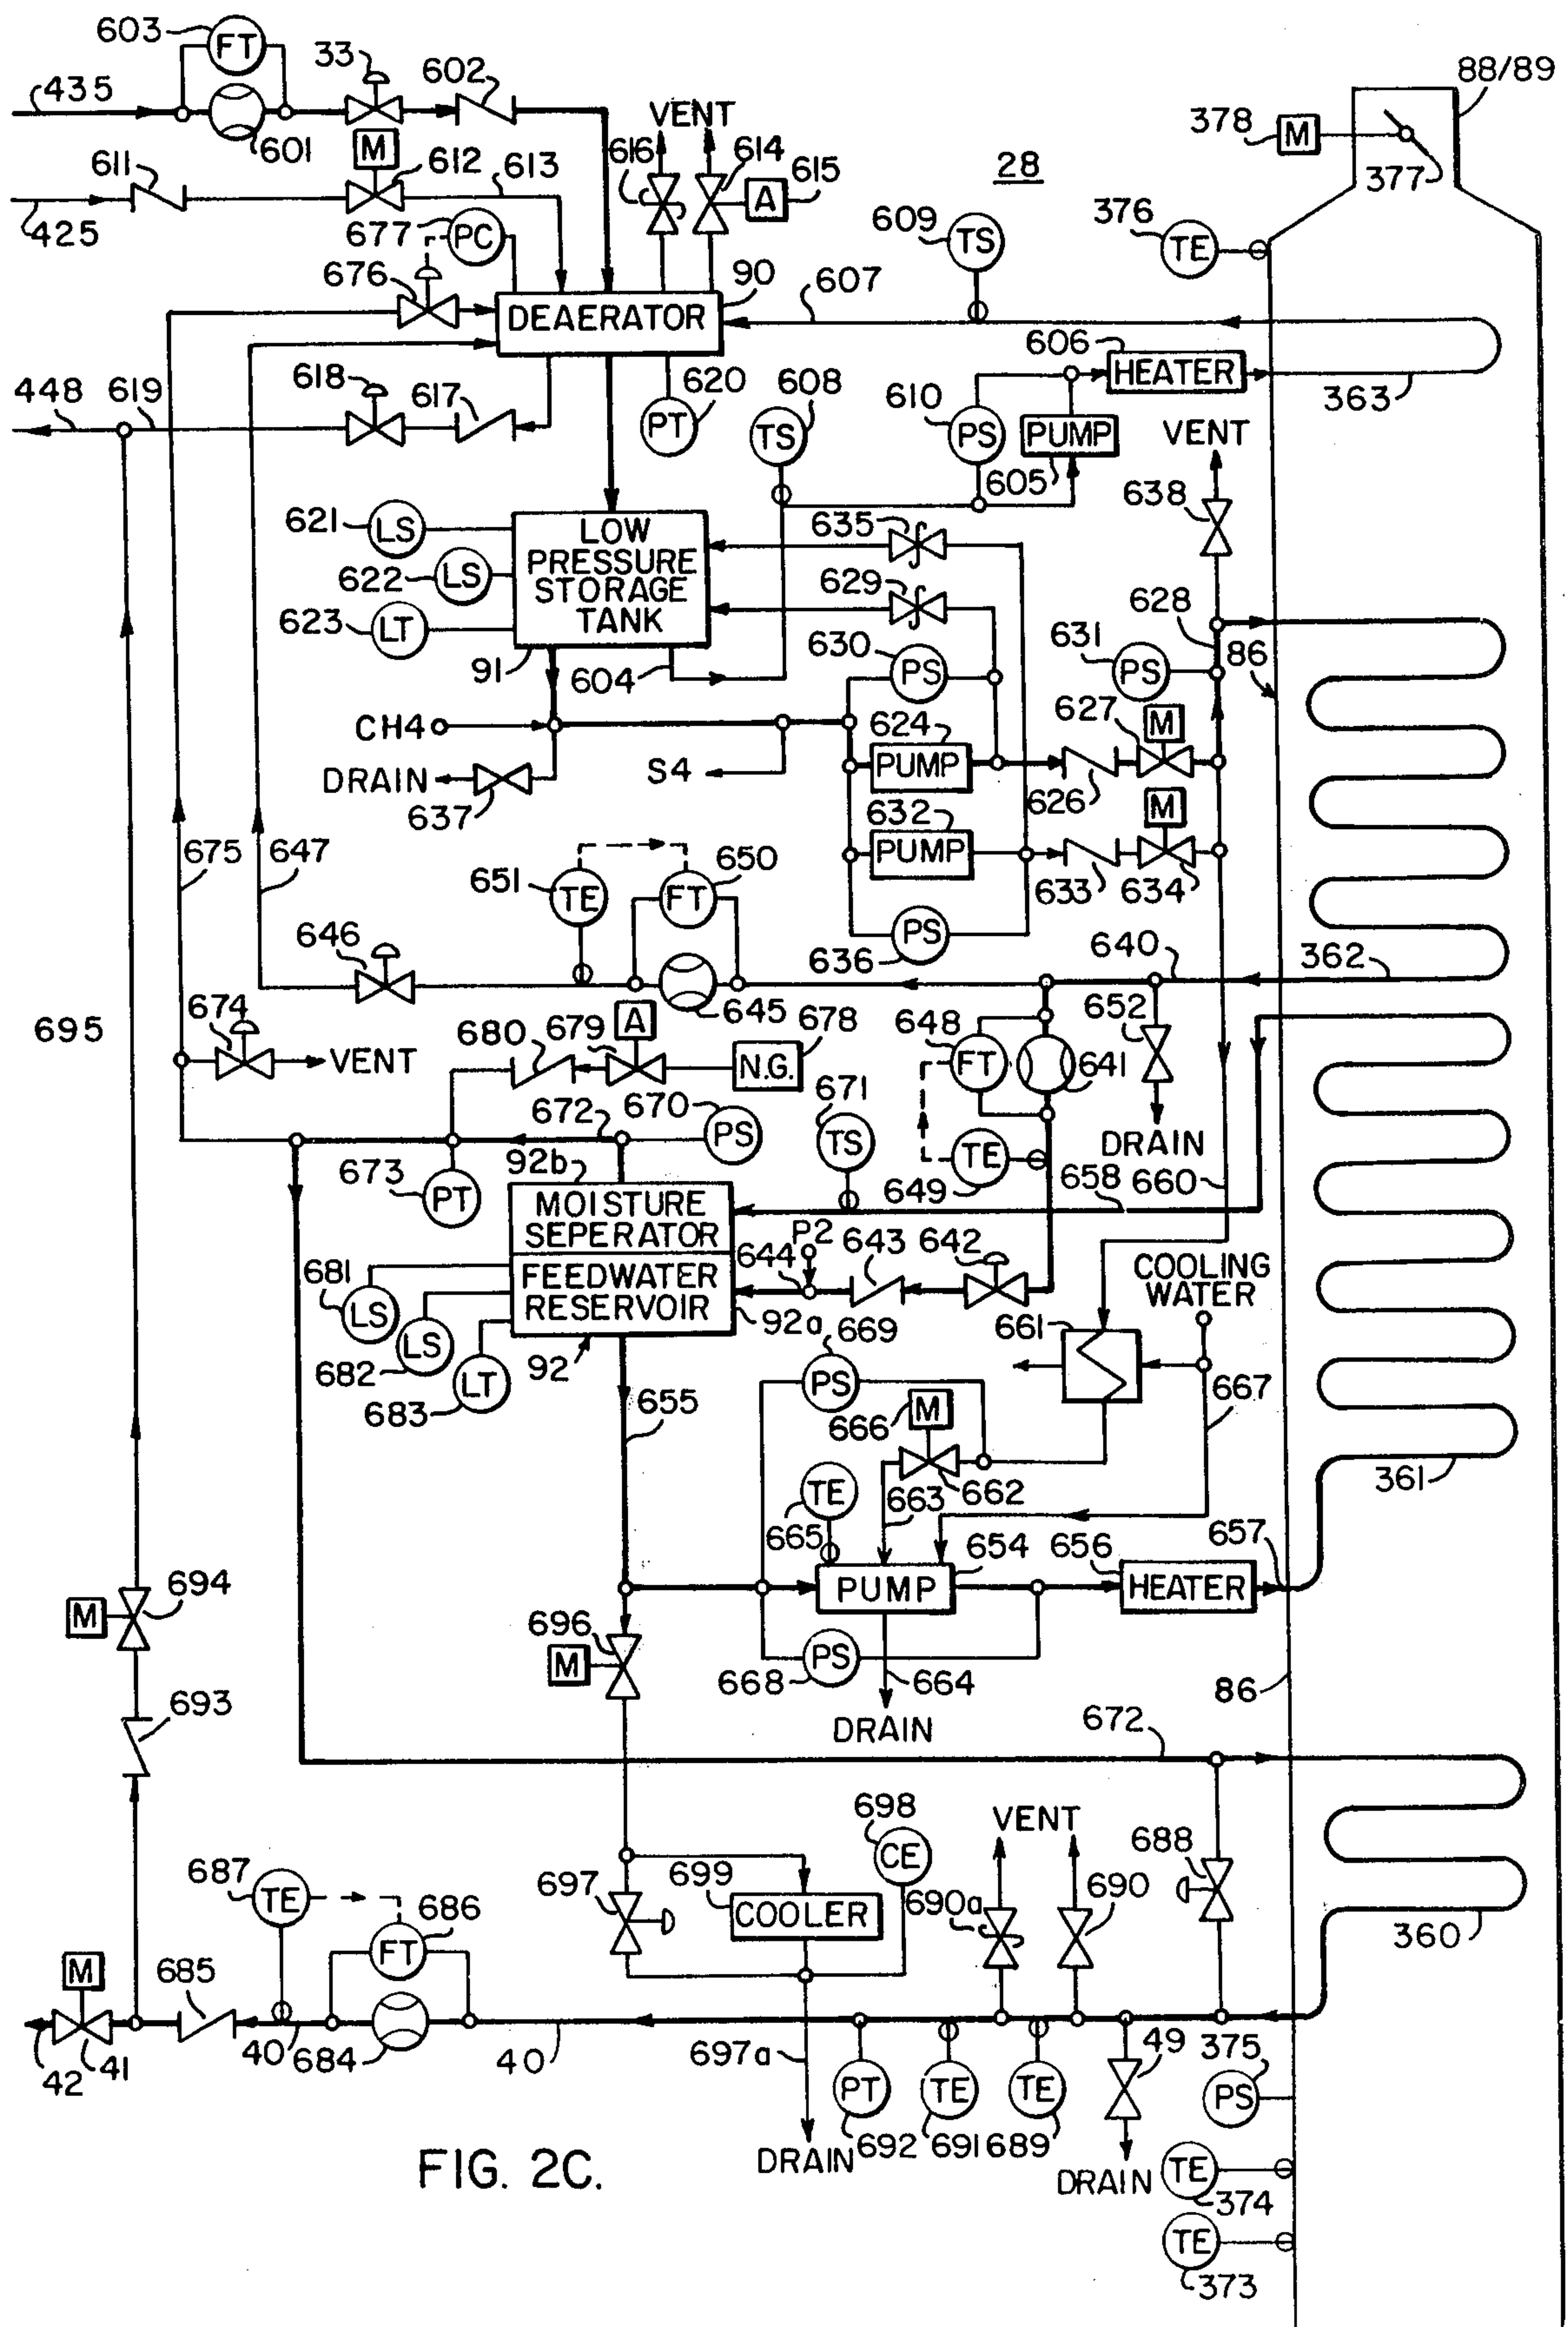 603
FT
33
602
VENT
88/89
435
378
M
601
M
616
614
28
377
611
612
613
A
615
609
TS
376
TE
425
677
PC
676
90
DEAERATOR
607
606
HEATER
448
619
618
617
620
608
610
363
PT
TS
PS
PUMP
605
VENT
638
621
LS
LOW
PRESSURE
STORAGE
TANK
635
622
LS
629
628
623
LT
630
631
PS
86
91
604
PS
CH4
624
627
M
DRAIN
S4
PUMP
637
626
632
M
675
647
PUMP
651
TE
650
FT
633
634
646
PS
636
640
362
674
645
652
695
A
679
680
678
N.G.
648
FT
641
VENT
671
672
670
PS
TS
DRAIN
92b
TE
649
658
660
673
PT
MOISTURE
SEPERATOR
P2
644
643
642
COOLING
WATER
681
LS
FEEDWATER
RESERVOIR
92a
669
661
682
LS
92
683
LT
PS
667
655
666
M
361
TE
665
663
662
657
654
656
PUMP
HEATER
694
M
696
M
PS
668
664
86
693
DRAIN
672
698
CE
VENT
688
687
TE
697
699
COOLER
690a
690
686
FT
360
M
685
42
41
40
684
40
697a
49
375
PS
PT
TE
TE
692
691
689
DRAIN
DRAIN
TE
374
FIG. 2C.
TE
373